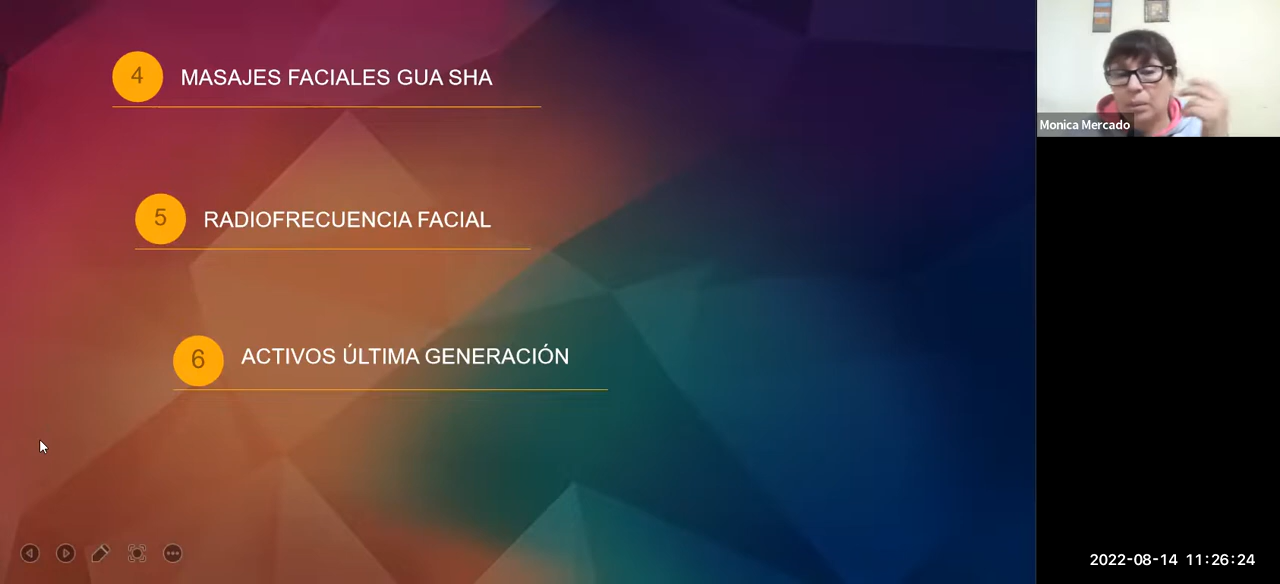 4
MASAJES FACIALES GUA SHA
5
RADIOFRECUENCIA FACIAL
6
ACTIVOS ÚLTIMA GENERACIÓN
Monica Mercado
2022-08-14 11:26:24